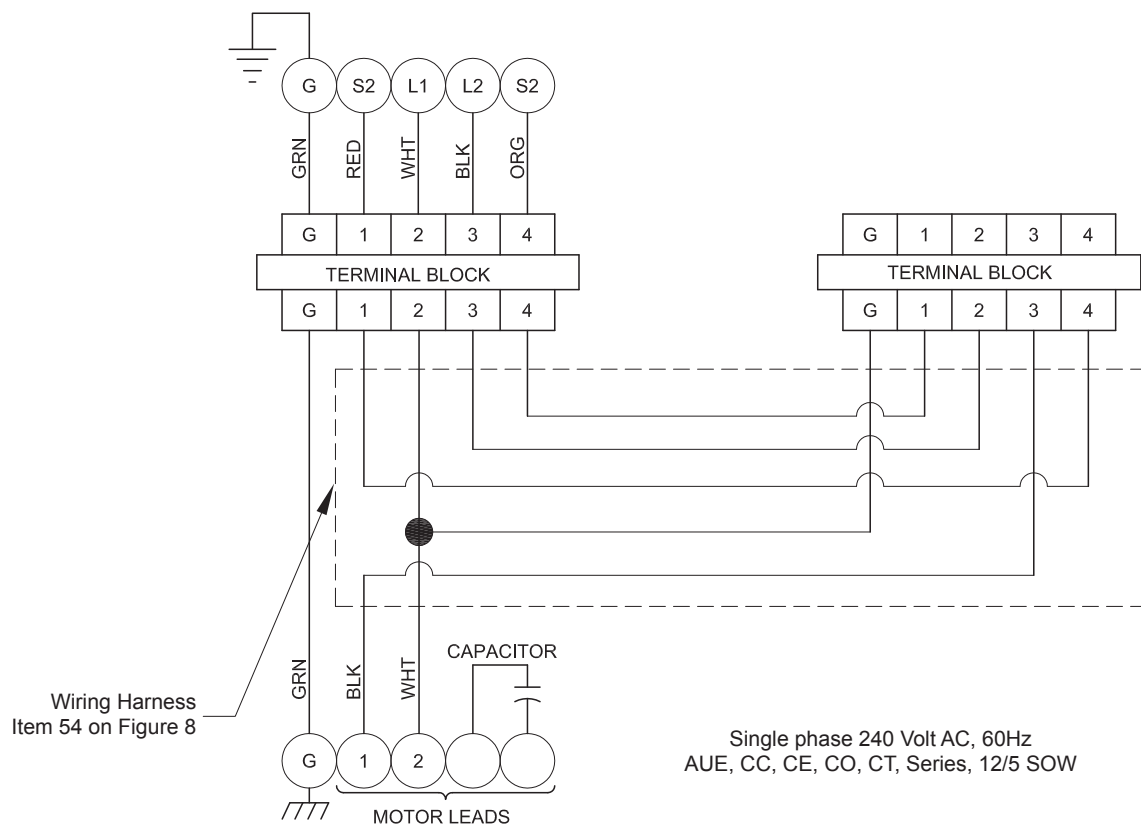 G S2 L1 L2 S2
GRN RED WHT BLK ORG
G 1 2 3 4
TERMINAL BLOCK
G 1 2 3 4
G 1 2 3 4
TERMINAL BLOCK
G 1 2 3 4
Wiring Harness
Item 54 on Figure 8
GRN BLK WHT
CAPACITOR
G 1 2
MOTOR LEADS
Single phase 240 Volt AC, 60Hz
AUE, CC, CE, CO, CT, Series, 12/5 SOW